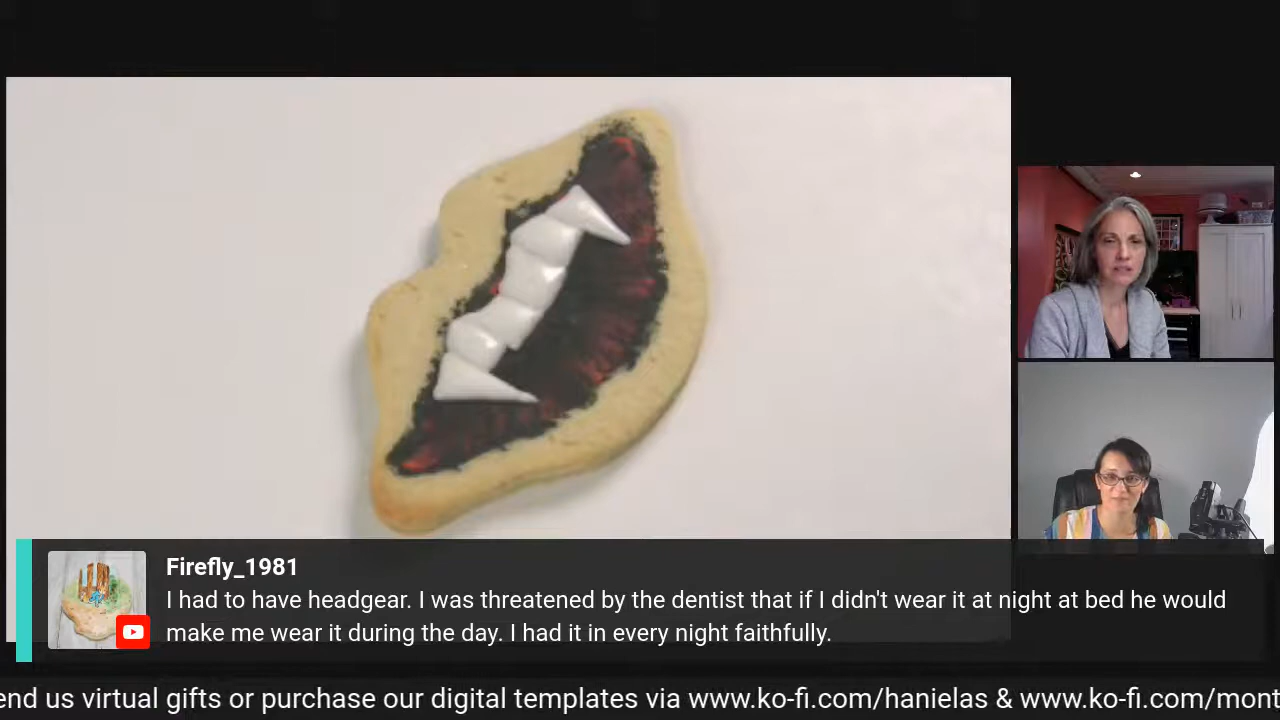 Firefly_1981
I had to have headgear. I was threatened by the dentist that if I didn't wear it at night at bed he would
make me wear it during the day. I had it in every night faithfully.
end us virtual gifts or purchase our digital templates via www.ko-fi.com/hanielas & www.ko-fi.com/mont